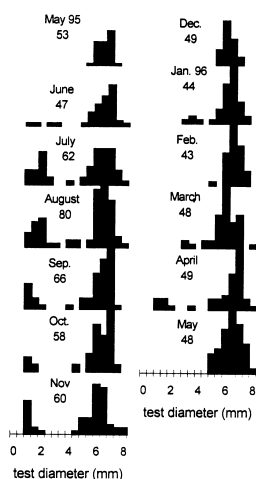 May 95
53
June
47
July
62
August
80
Sep.
66
Oct.
58
Nov
60
0 2 4 6 8
test diameter (mm)
Dec.
49
Jan. 96
44
Feb.
43
March
48
April
49
May
48
0 2 4 6 8
test diameter (mm)